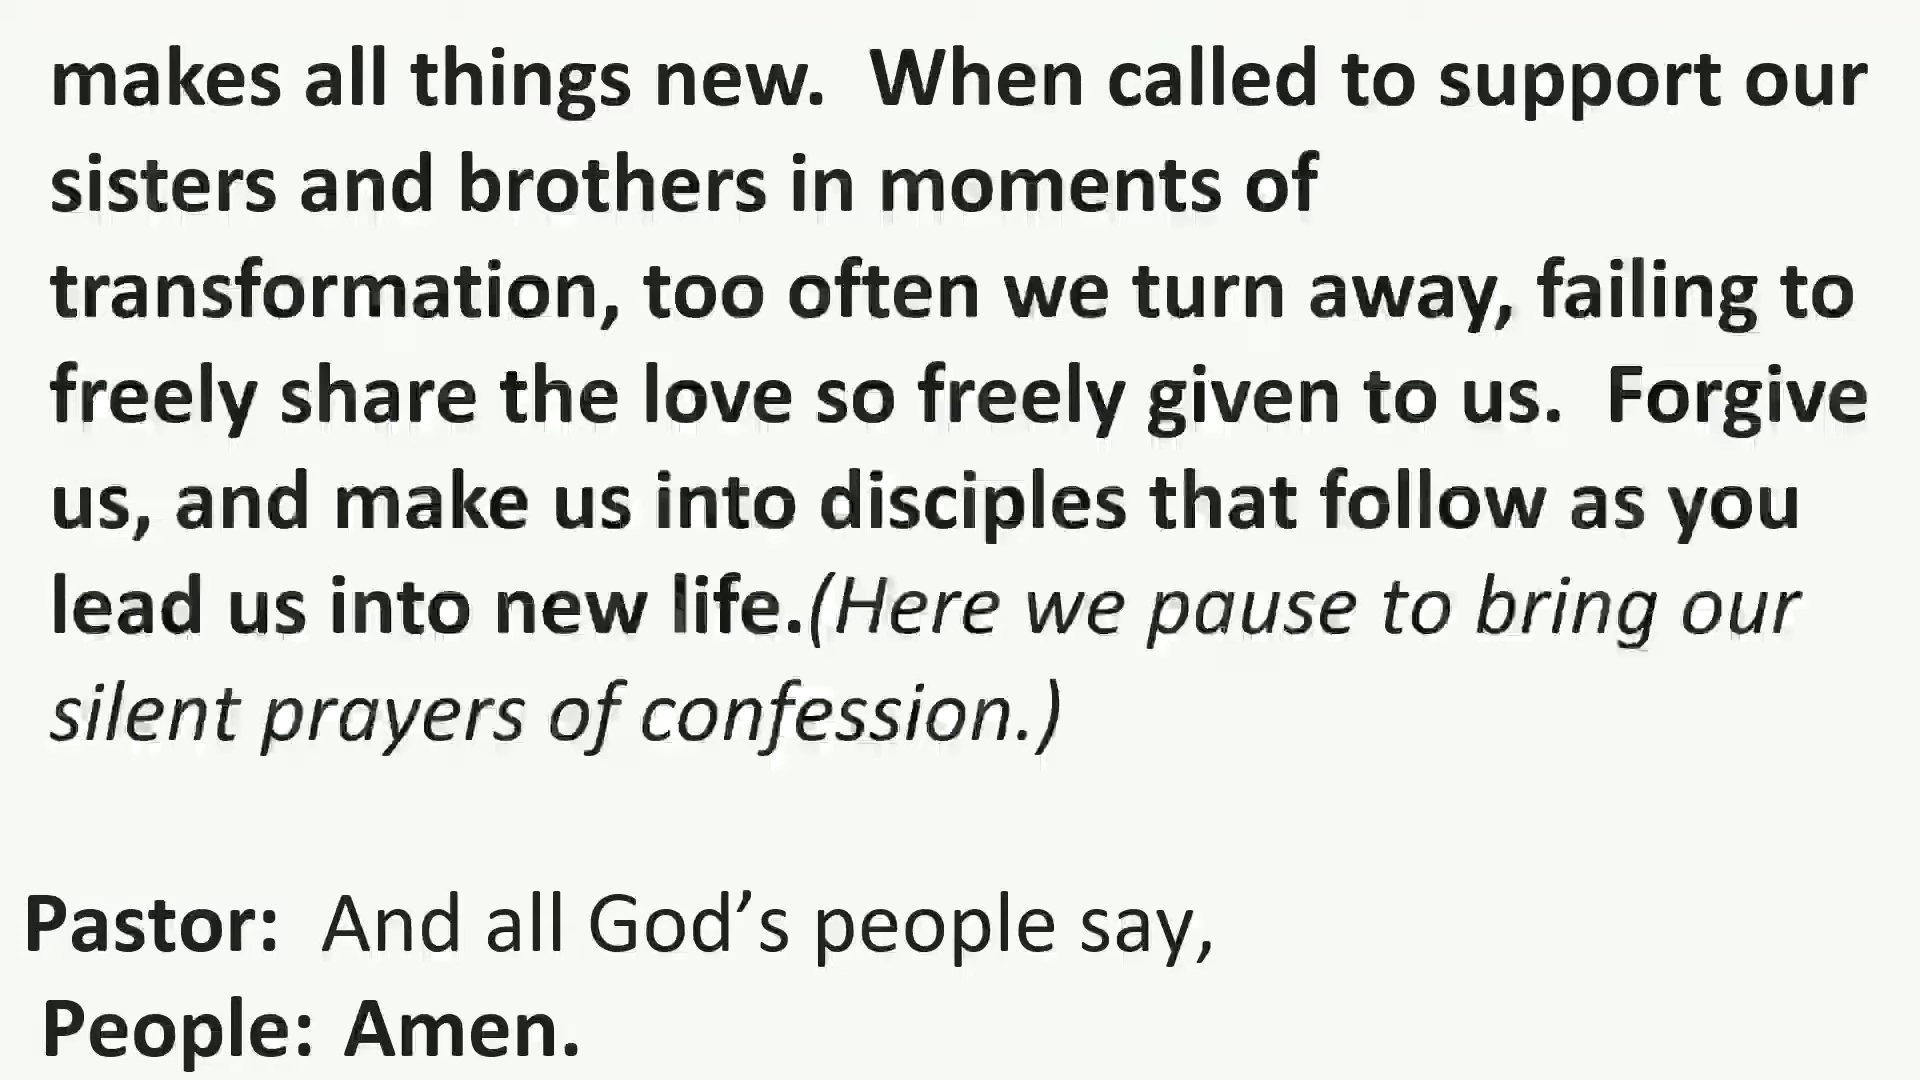 makes all things new.  When called to support our
sisters and brothers in moments of
transformation, too often we turn away, failing to
freely share the love so freely given to us.  Forgive
us, and make us into disciples that follow as you
lead us into new life.(Here we pause to bring our
silent prayers of confession.)
Pastor:  And all God’s people say,
People: Amen.